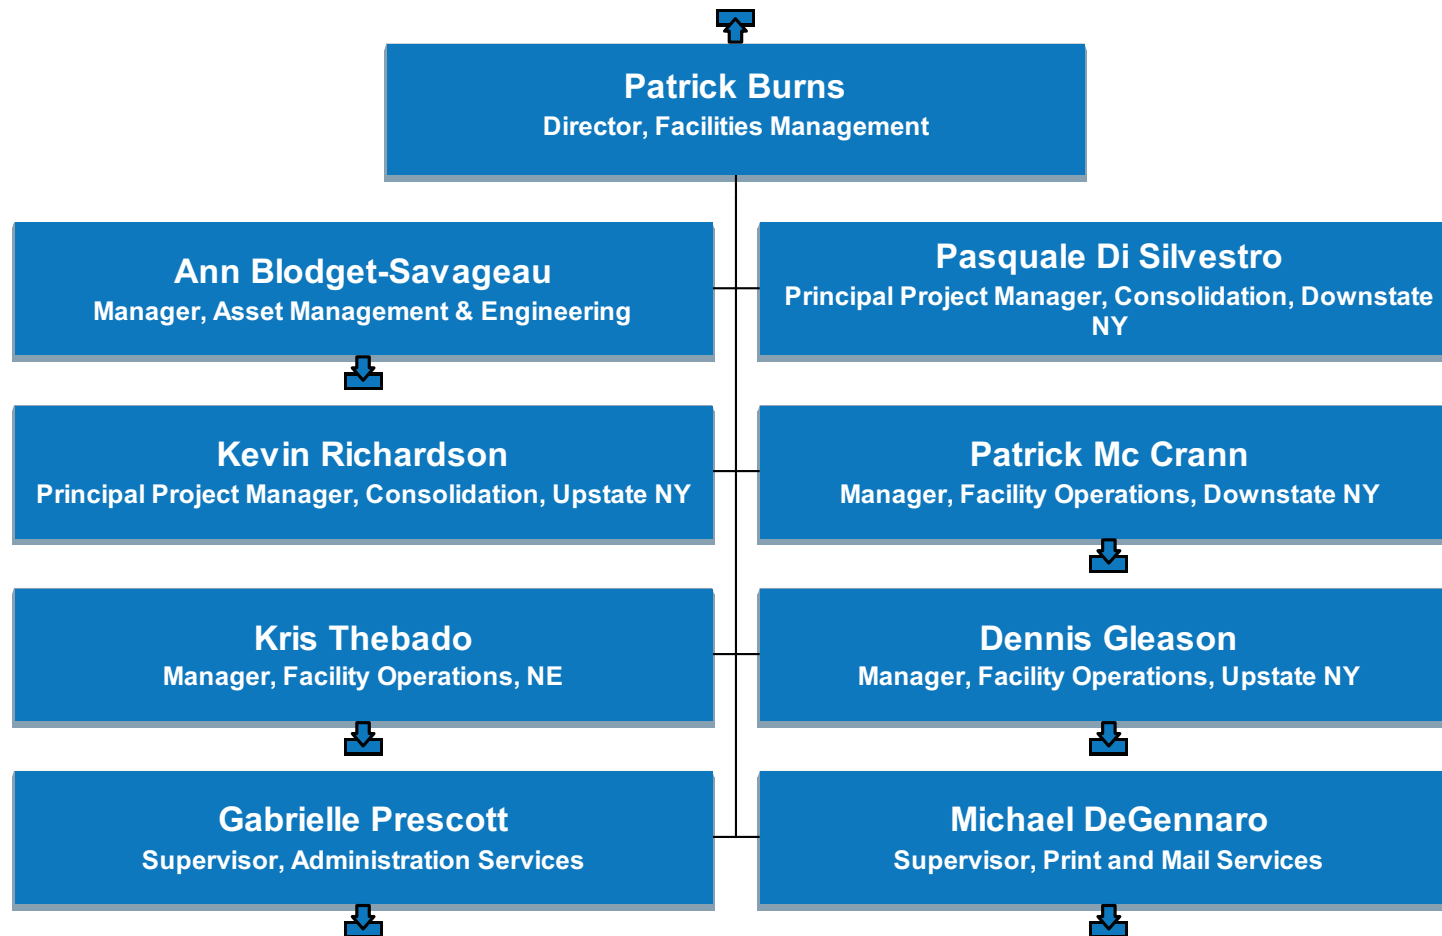 Patrick Burns
Director, Facilities Management
Ann Blodget-Savageau
Manager, Asset Management & Engineering
Pasquale Di Silvestro
Principal Project Manager, Consolidation, Downstate
NY
Kevin Richardson
Principal Project Manager, Consolidation, Upstate NY
Patrick Mc Crann
Manager, Facility Operations, Downstate NY
Kris Thebado
Manager, Facility Operations, NE
Dennis Gleason
Manager, Facility Operations, Upstate NY
Gabrielle Prescott
Supervisor, Administration Services
Michael DeGennaro
Supervisor, Print and Mail Services